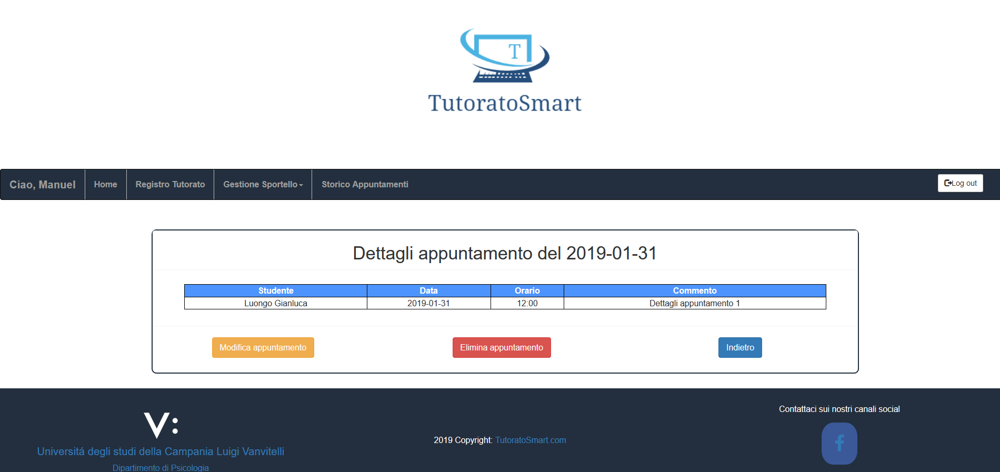 T
TutoratoSmart
Ciao, Manuel Home Registro Tutorato Gestione Sportello Storico Appuntamenti Log out
Dettagli appuntamento del 2019-01-31
Studente Data Orario Commento
Luongo Gianluca 2019-01-31 12:00 Dettagli appuntamento 1
Modifica appuntamento Elimina appuntamento Indietro
V:
Universitá degli studi della Campania Luigi Vanvitelli
Dipartimento di Psicologia
2019 Copyright: TutoratoSmart.com
Contattaci sui nostri canali social
f